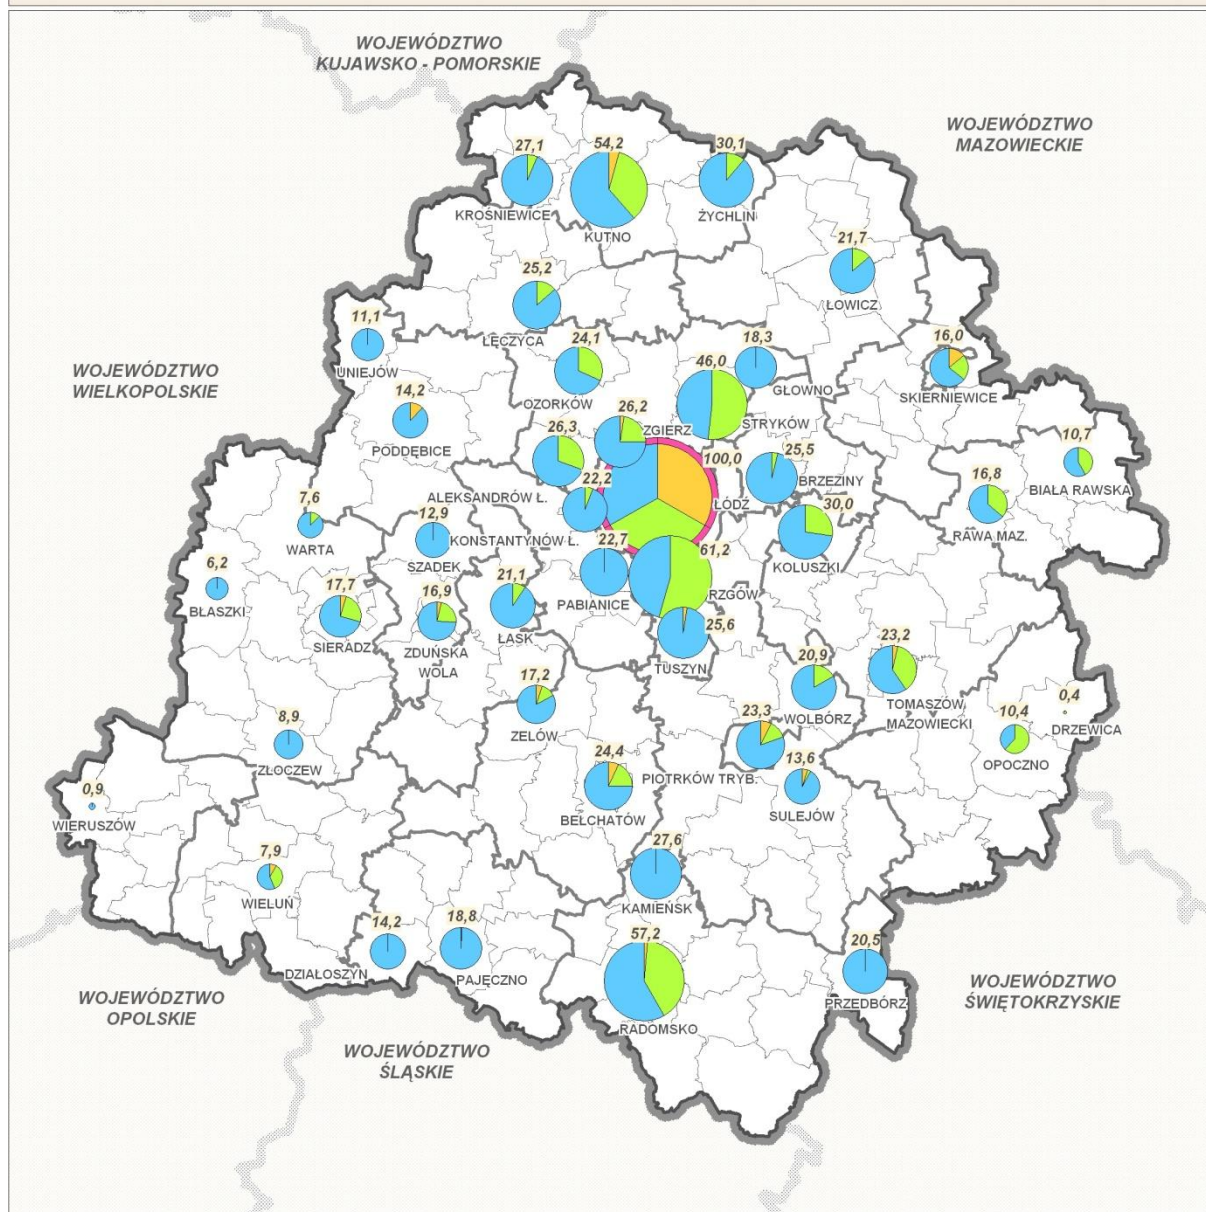 WOJEWÓDZTWO
KUJAWSKO - POMORSKIE
WOJEWÓDZTWO
MAZOWIECKIE
27,1
KROŚNIEWICE
54,2
KUTNO
30,1
ŻYCHLIN
21,7
ŁOWICZ
25,2
ŁĘCZYCA
11,1
UNIEJÓW
24,1
OZORKÓW
18,3
GŁOWNO
16,0
SKIERNIEWICE
WOJEWÓDZTWO
WIELKOPOLSKIE
14,2
PODDĘBICE
46,0
STRYKÓW
26,2
ZGIERZ
26,3
ALEKSANDRÓW Ł.
100,0
ŁÓDŹ
25,5
BRZEZINY
10,7
BIAŁA RAWSKA
16,8
RAWA MAZ.
7,6
WARTA
12,9
SZADEK
22,2
KONSTANTYNÓW Ł.
30,0
KOLUSZKI
6,2
BŁASZKI
17,7
SIERADZ
16,9
ZDUŃSKA
WOLA
21,1
ŁASK
22,7
PABIANICE
61,2
RZGÓW
25,6
TUSZYN
20,9
WOLBÓRZ
23,2
TOMASZÓW
MAZOWIECKI
0,4
DRZEWICA
10,4
OPOCZNO
8,9
ZŁOCZEW
17,2
ZELÓW
23,3
PIOTRKÓW TRYB.
13,6
SULEJÓW
24,4
BEŁCHATÓW
0,9
WIERUSZÓW
7,9
WIELUŃ
27,6
KAMIEŃSK
14,2
DZIAŁOSZYN
18,8
PAJĘCZNO
57,2
RADOMSKO
20,5
PRZEDBÓRZ
WOJEWÓDZTWO
OPOLSKIE
WOJEWÓDZTWO
ŚLĄSKIE
WOJEWÓDZTWO
ŚWIĘTOKRZYSKIE